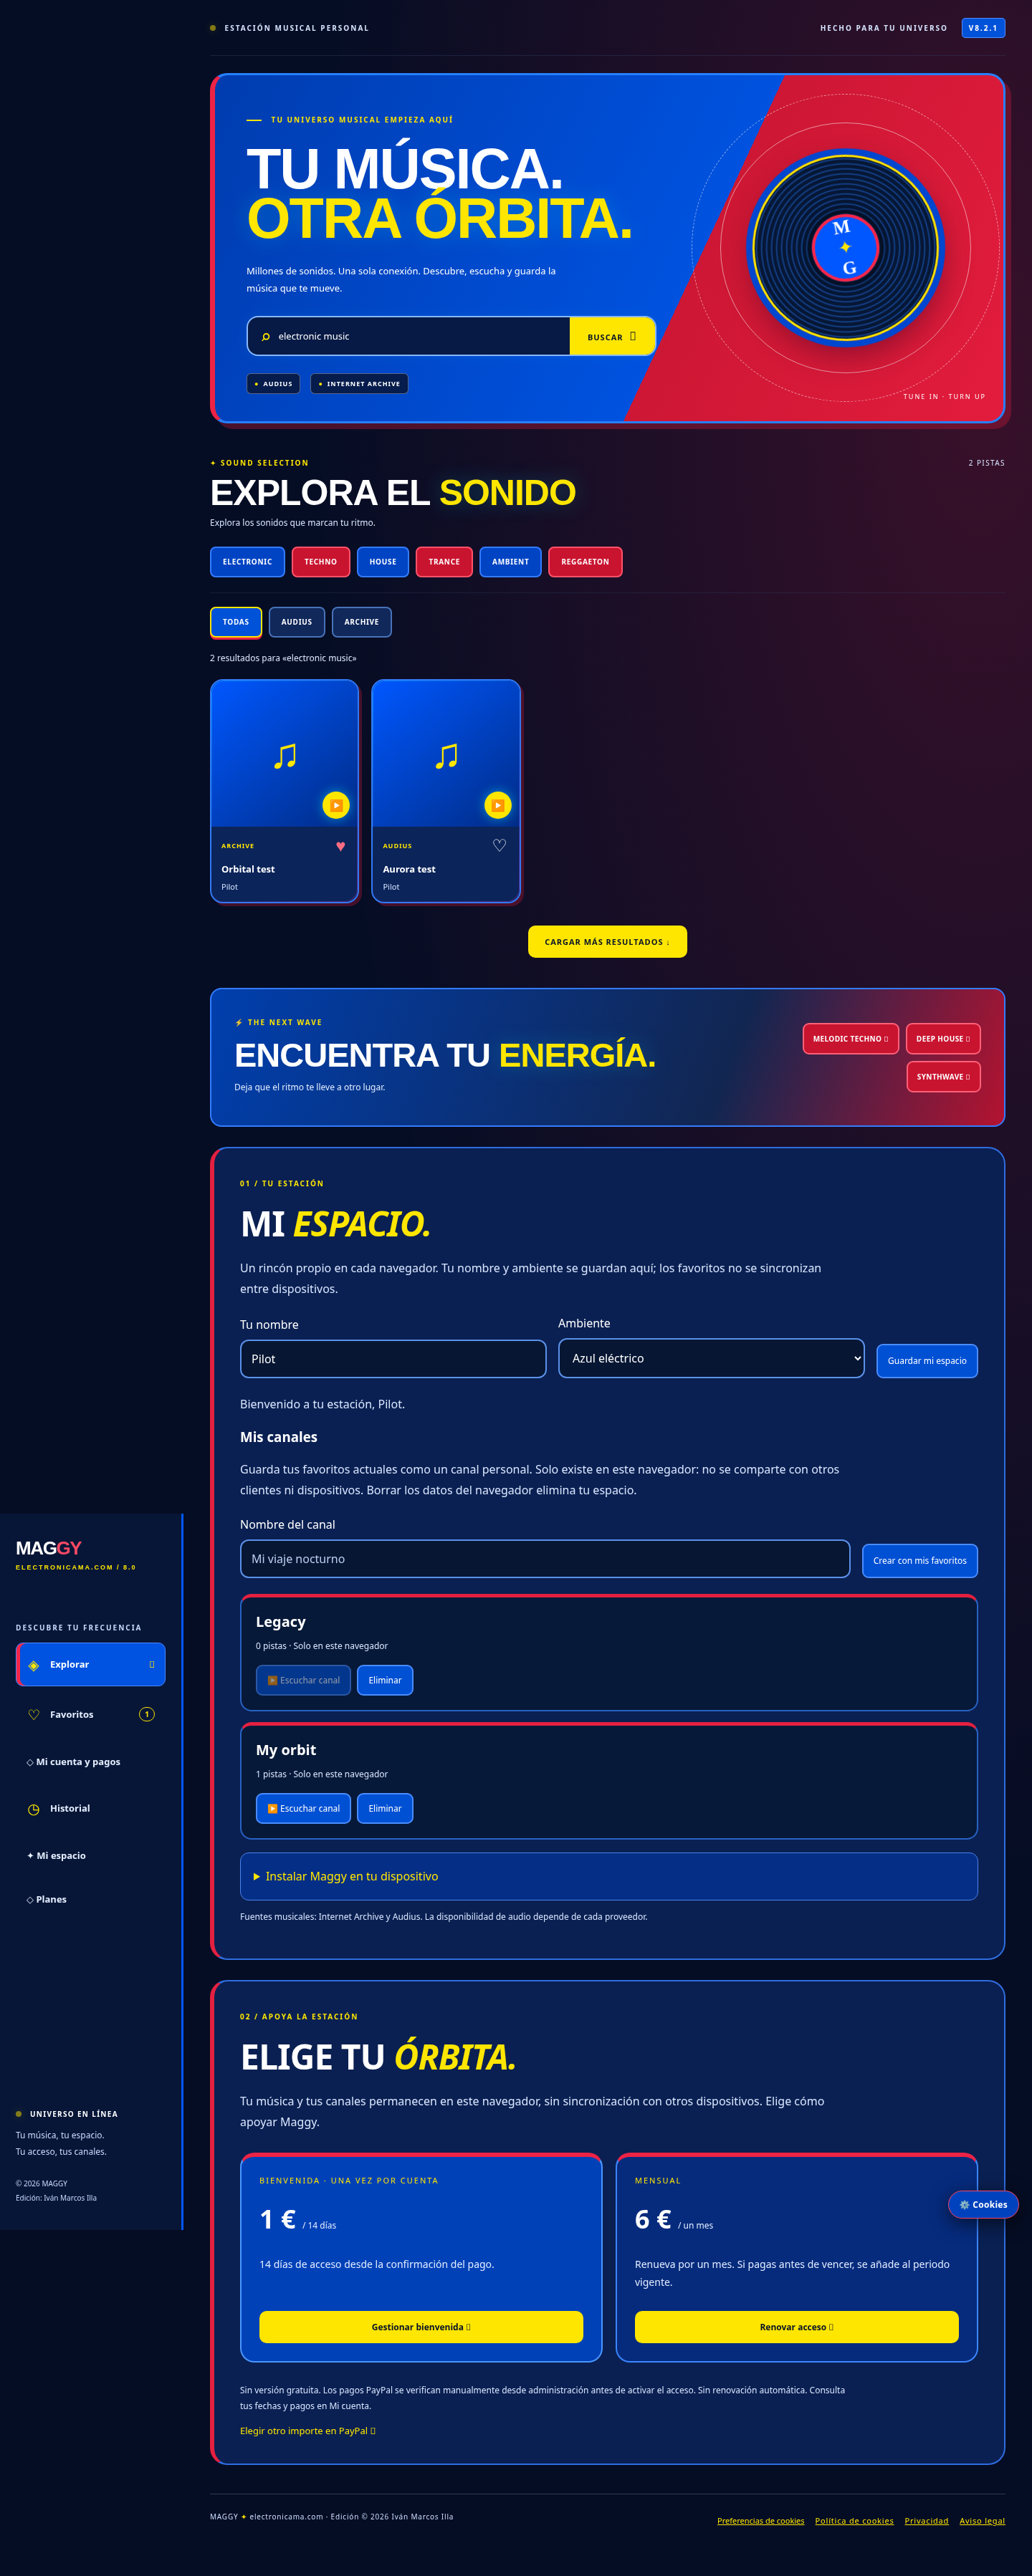 ESTACIÓN MUSICAL PERSONAL
HECHO PARA TU UNIVERSO
V8.2.1
TU UNIVERSO MUSICAL EMPIEZA AQUÍ
TU MÚSICA.
OTRA ÓRBITA.
Millones de sonidos. Una sola conexión. Descubre, escucha y guarda la
música que te mueve.
electronic music
BUSCAR
AUDIUS
INTERNET ARCHIVE
M
✦
G
TUNE IN · TURN UP
✦ SOUND SELECTION
2 PISTAS
EXPLORA EL SONIDO
Explora los sonidos que marcan tu ritmo.
ELECTRONIC
TECHNO
HOUSE
TRANCE
AMBIENT
REGGAETON
TODAS
AUDIUS
ARCHIVE
2 resultados para «electronic music»
ARCHIVE
Orbital test
Pilot
AUDIUS
Aurora test
Pilot
CARGAR MÁS RESULTADOS ↓
⚡ THE NEXT WAVE
ENCUENTRA TU ENERGÍA.
Deja que el ritmo te lleve a otro lugar.
MELODIC TECHNO
DEEP HOUSE
SYNTHWAVE
01 / TU ESTACIÓN
MI ESPACIO.
Un rincón propio en cada navegador. Tu nombre y ambiente se guardan aquí; los favoritos no se sincronizan
entre dispositivos.
Tu nombre
Ambiente
Pilot
Azul eléctrico
Guardar mi espacio
Bienvenido a tu estación, Pilot.
Mis canales
Guarda tus favoritos actuales como un canal personal. Solo existe en este navegador: no se comparte con otros
clientes ni dispositivos. Borrar los datos del navegador elimina tu espacio.
Nombre del canal
Mi viaje nocturno
Crear con mis favoritos
Legacy
0 pistas · Solo en este navegador
▶ Escuchar canal
Eliminar
My orbit
1 pistas · Solo en este navegador
▶ Escuchar canal
Eliminar
▶ Instalar Maggy en tu dispositivo
Fuentes musicales: Internet Archive y Audius. La disponibilidad de audio depende de cada proveedor.
MAGGY
ELECTRONICAMA.COM / 8.0
DESCUBRE TU FRECUENCIA
◈ Explorar
♡ Favoritos 1
◇ Mi cuenta y pagos
◷ Historial
✦ Mi espacio
◇ Planes
UNIVERSO EN LÍNEA
Tu música, tu espacio.
Tu acceso, tus canales.
© 2026 MAGGY
Edición: Iván Marcos Illa
02 / APOYA LA ESTACIÓN
ELIGE TU ÓRBITA.
Tu música y tus canales permanecen en este navegador, sin sincronización con otros dispositivos. Elige cómo
apoyar Maggy.
BIENVENIDA · UNA VEZ POR CUENTA
1 € / 14 días
14 días de acceso desde la confirmación del pago.
Gestionar bienvenida
MENSUAL
6 € / un mes
Renueva por un mes. Si pagas antes de vencer, se añade al periodo
vigente.
Renovar acceso
⚙️ Cookies
Sin versión gratuita. Los pagos PayPal se verifican manualmente desde administración antes de activar el acceso. Sin renovación automática. Consulta
tus fechas y pagos en Mi cuenta.
Elegir otro importe en PayPal
MAGGY ✦ electronicama.com · Edición © 2026 Iván Marcos Illa
Preferencias de cookies
Política de cookies
Privacidad
Aviso legal